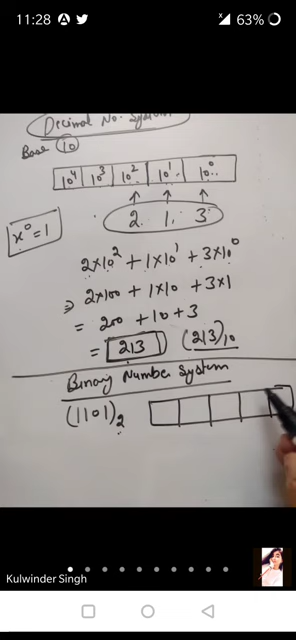 11:28
63%
Decimal No. System
Base 10
10⁴ 10³ 10² 10¹ 10⁰
2 1 3
x⁰=1
2×10² + 1×10¹ + 3×10⁰
⇒ 2×100 + 1×10 + 3×1
= 200 + 10 + 3
= 213 (213)₁₀
Binary Number System
(1101)₂
Kulwinder Singh